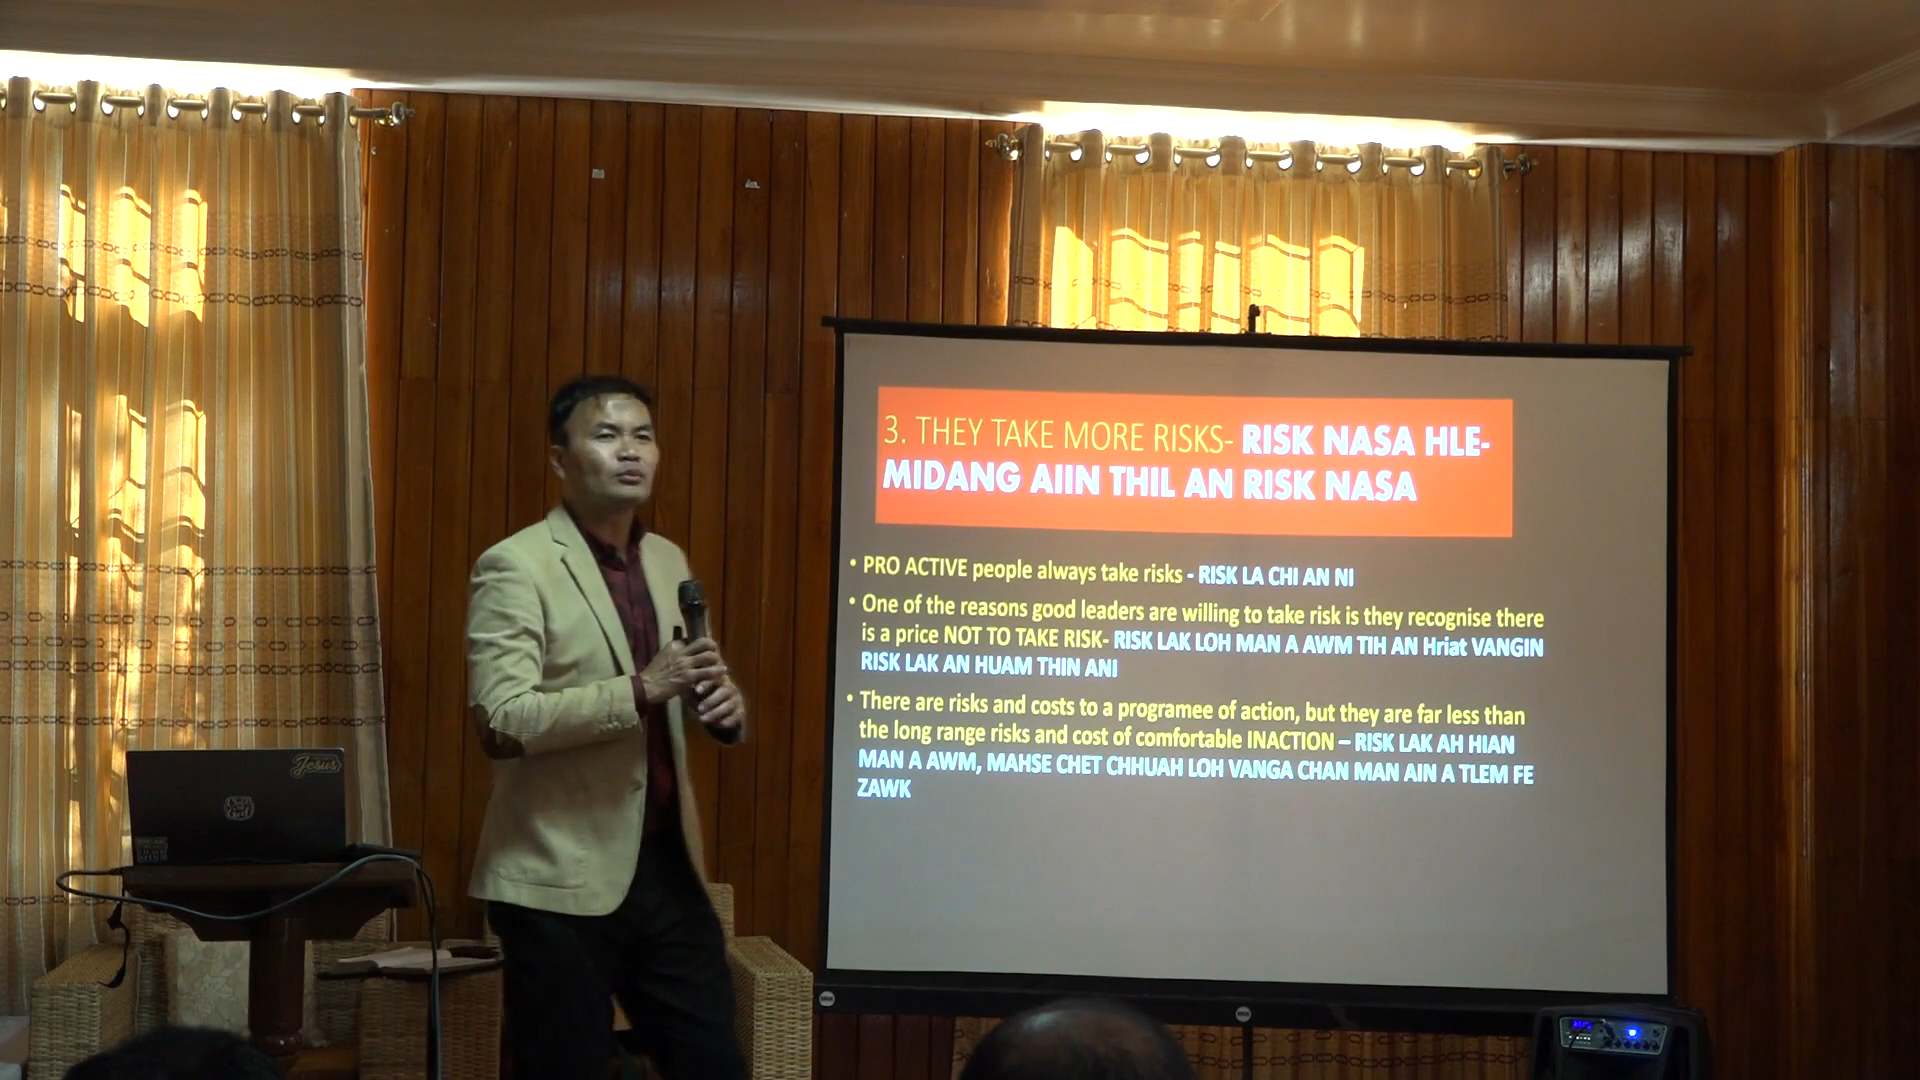 3. THEY TAKE MORE RISKS- RISK NASA HLE-
MIDANG AIIN THIL AN RISK NASA
• PRO ACTIVE people always take risks - RISK LA CHI AN NI
• One of the reasons good leaders are willing to take risk is they recognise there
is a price NOT TO TAKE RISK- RISK LAK LOH MAN A AWM TIH AN Hriat VANGIN
RISK LAK AN HUAM THIN ANI
• There are risks and costs to a programee of action, but they are far less than
the long range risks and cost of comfortable INACTION – RISK LAK AH HIAN
MAN A AWM, MAHSE CHET CHHUAH LOH VANGA CHAN MAN AIN A TLEM FE
ZAWK
Jesus